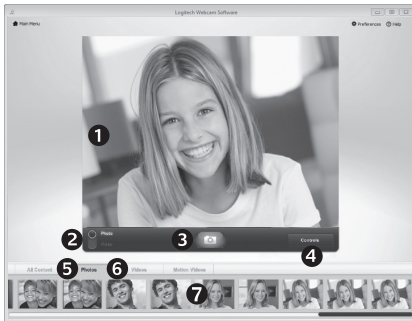 Logitech Webcam Software
Main Menu
Preferences
Help
1
2
Photo
3
Controls
4
All Content
5
Photos
6
Videos
Motion Videos
7